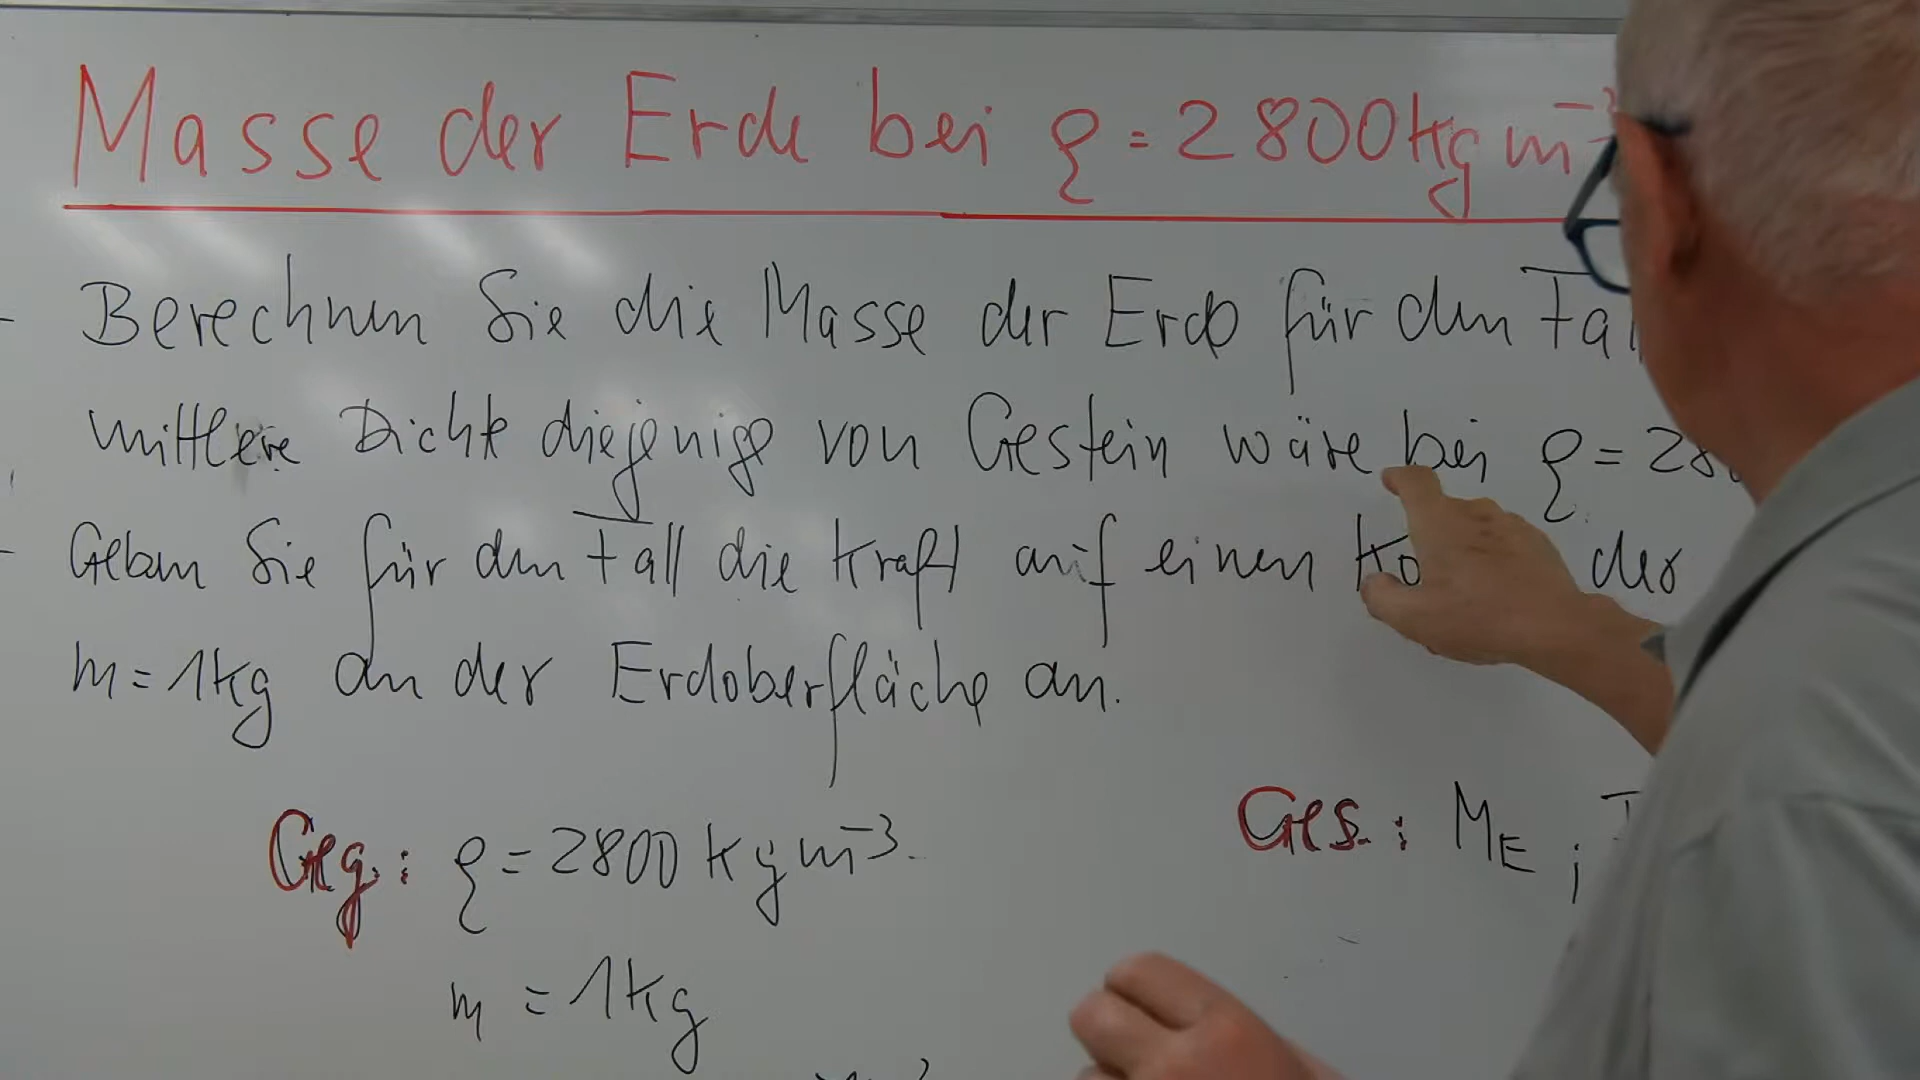 Masse der Erde bei ϱ = 2800 kg m⁻³
- Berechnen Sie die Masse der Erde für den Fall
mittlere Dichte diejenige von Gestein wäre bei ϱ = 28
- Geben Sie für den Fall die Kraft auf einen der
m = 1kg an der Erdoberfläche an.
Geg.: ϱ = 2800 kg m⁻³ Ges.: M_E ;
m = 1kg